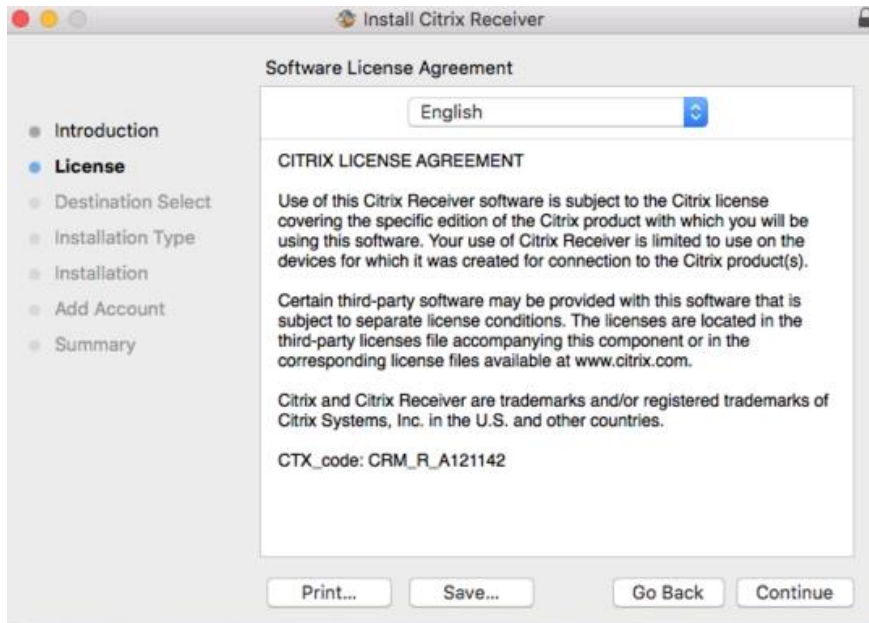 Install Citrix Receiver
Software License Agreement
Introduction
License
Destination Select
Installation Type
Installation
Add Account
Summary
English
CITRIX LICENSE AGREEMENT
Use of this Citrix Receiver software is subject to the Citrix license
covering the specific edition of the Citrix product with which you will be
using this software. Your use of Citrix Receiver is limited to use on the
devices for which it was created for connection to the Citrix product(s).
Certain third-party software may be provided with this software that is
subject to separate license conditions. The licenses are located in the
third-party licenses file accompanying this component or in the
corresponding license files available at www.citrix.com.
Citrix and Citrix Receiver are trademarks and/or registered trademarks of
Citrix Systems, Inc. in the U.S. and other countries.
CTX_code: CRM_R_A121142
Print... Save... Go Back Continue